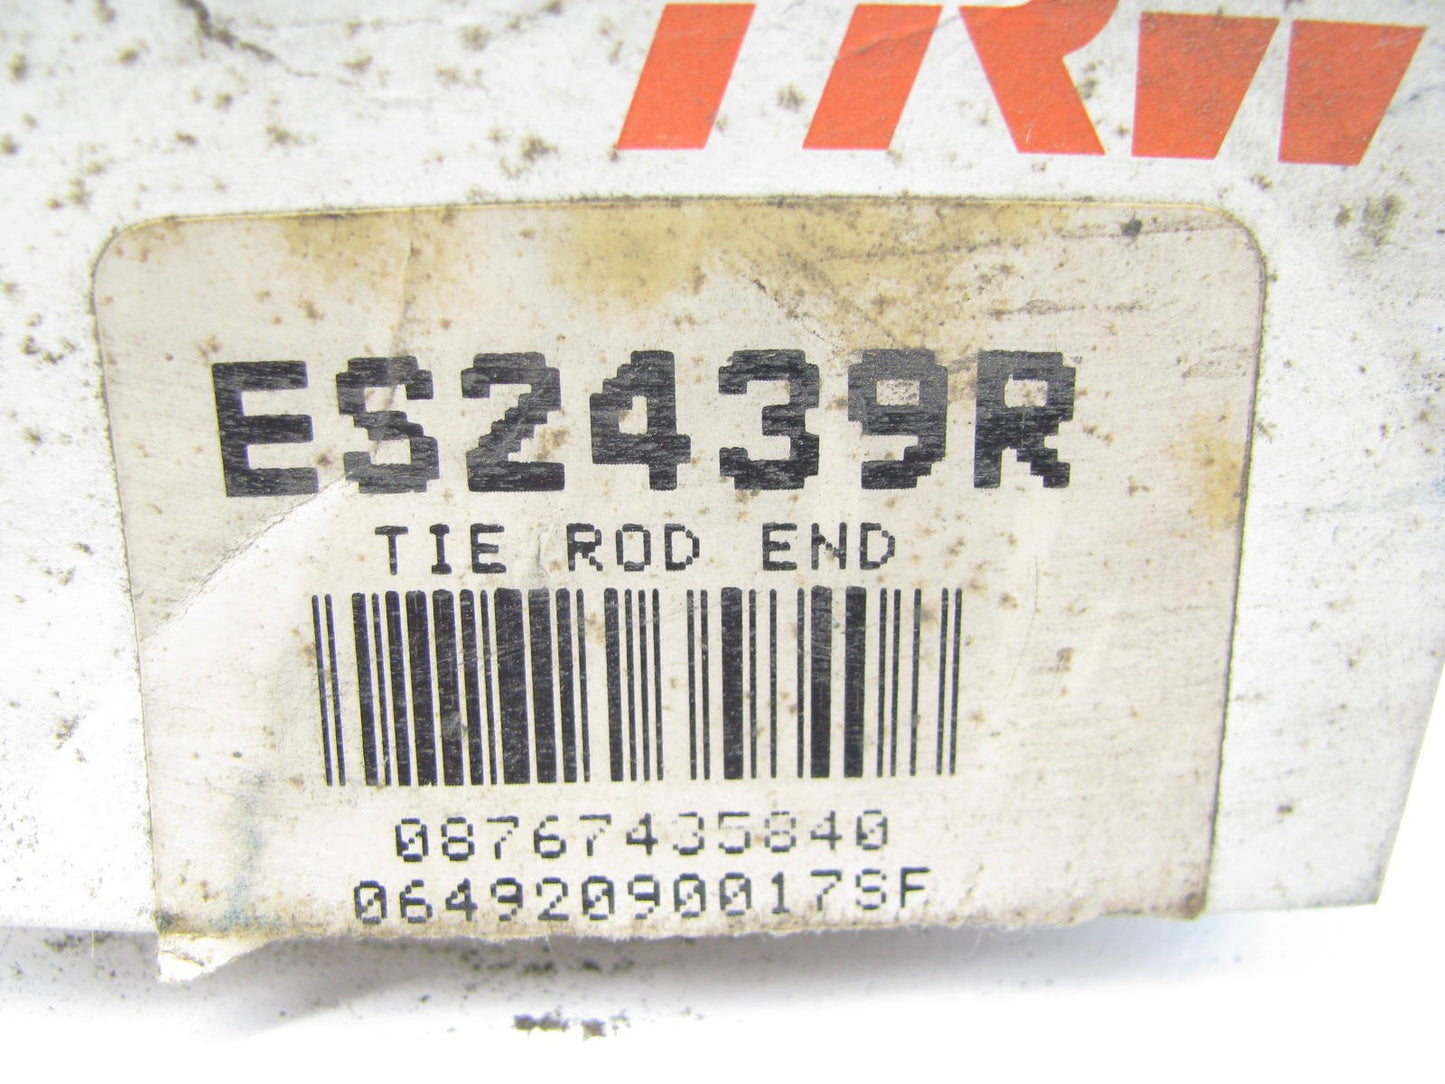 TRW
ES2439R
TIE ROD END
08767435840
06492090017SF